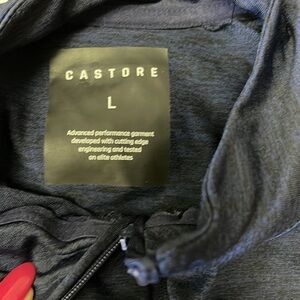 CASTORE
L
Advanced performance garment
developed with cutting edge
engineering and tested
on elite athletes